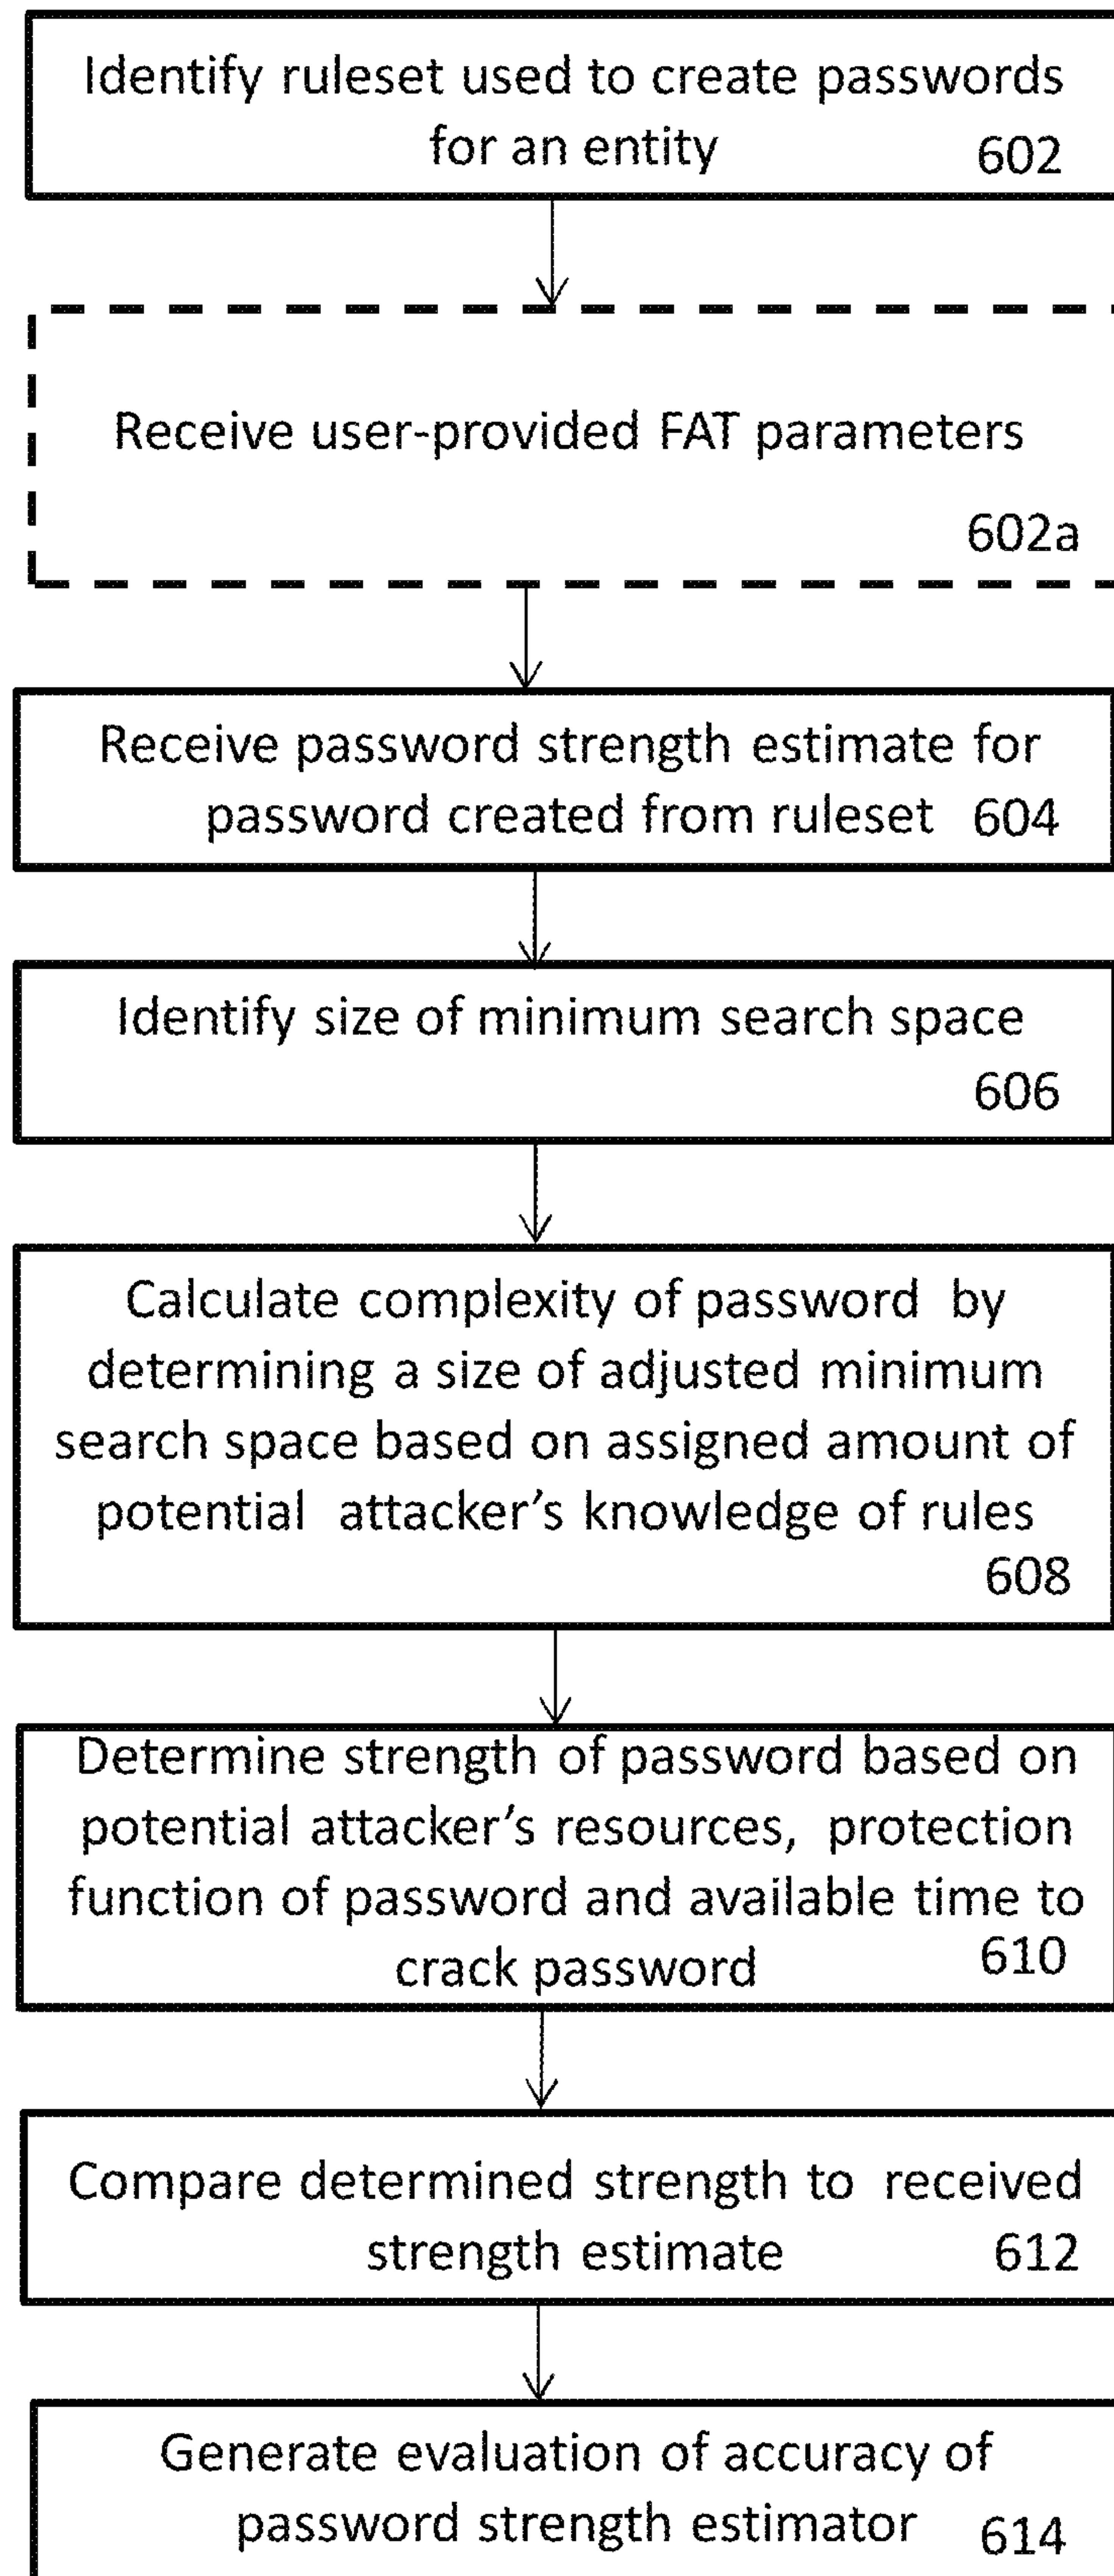 Identify ruleset used to create passwords
for an entity 602
Receive user-provided FAT parameters
602a
Receive password strength estimate for
password created from ruleset 604
Identify size of minimum search space
606
Calculate complexity of password by
determining a size of adjusted minimum
search space based on assigned amount of
potential attacker's knowledge of rules
608
Determine strength of password based on
potential attacker's resources, protection
function of password and available time to
crack password 610
Compare determined strength to received
strength estimate 612
Generate evaluation of accuracy of
password strength estimator 614